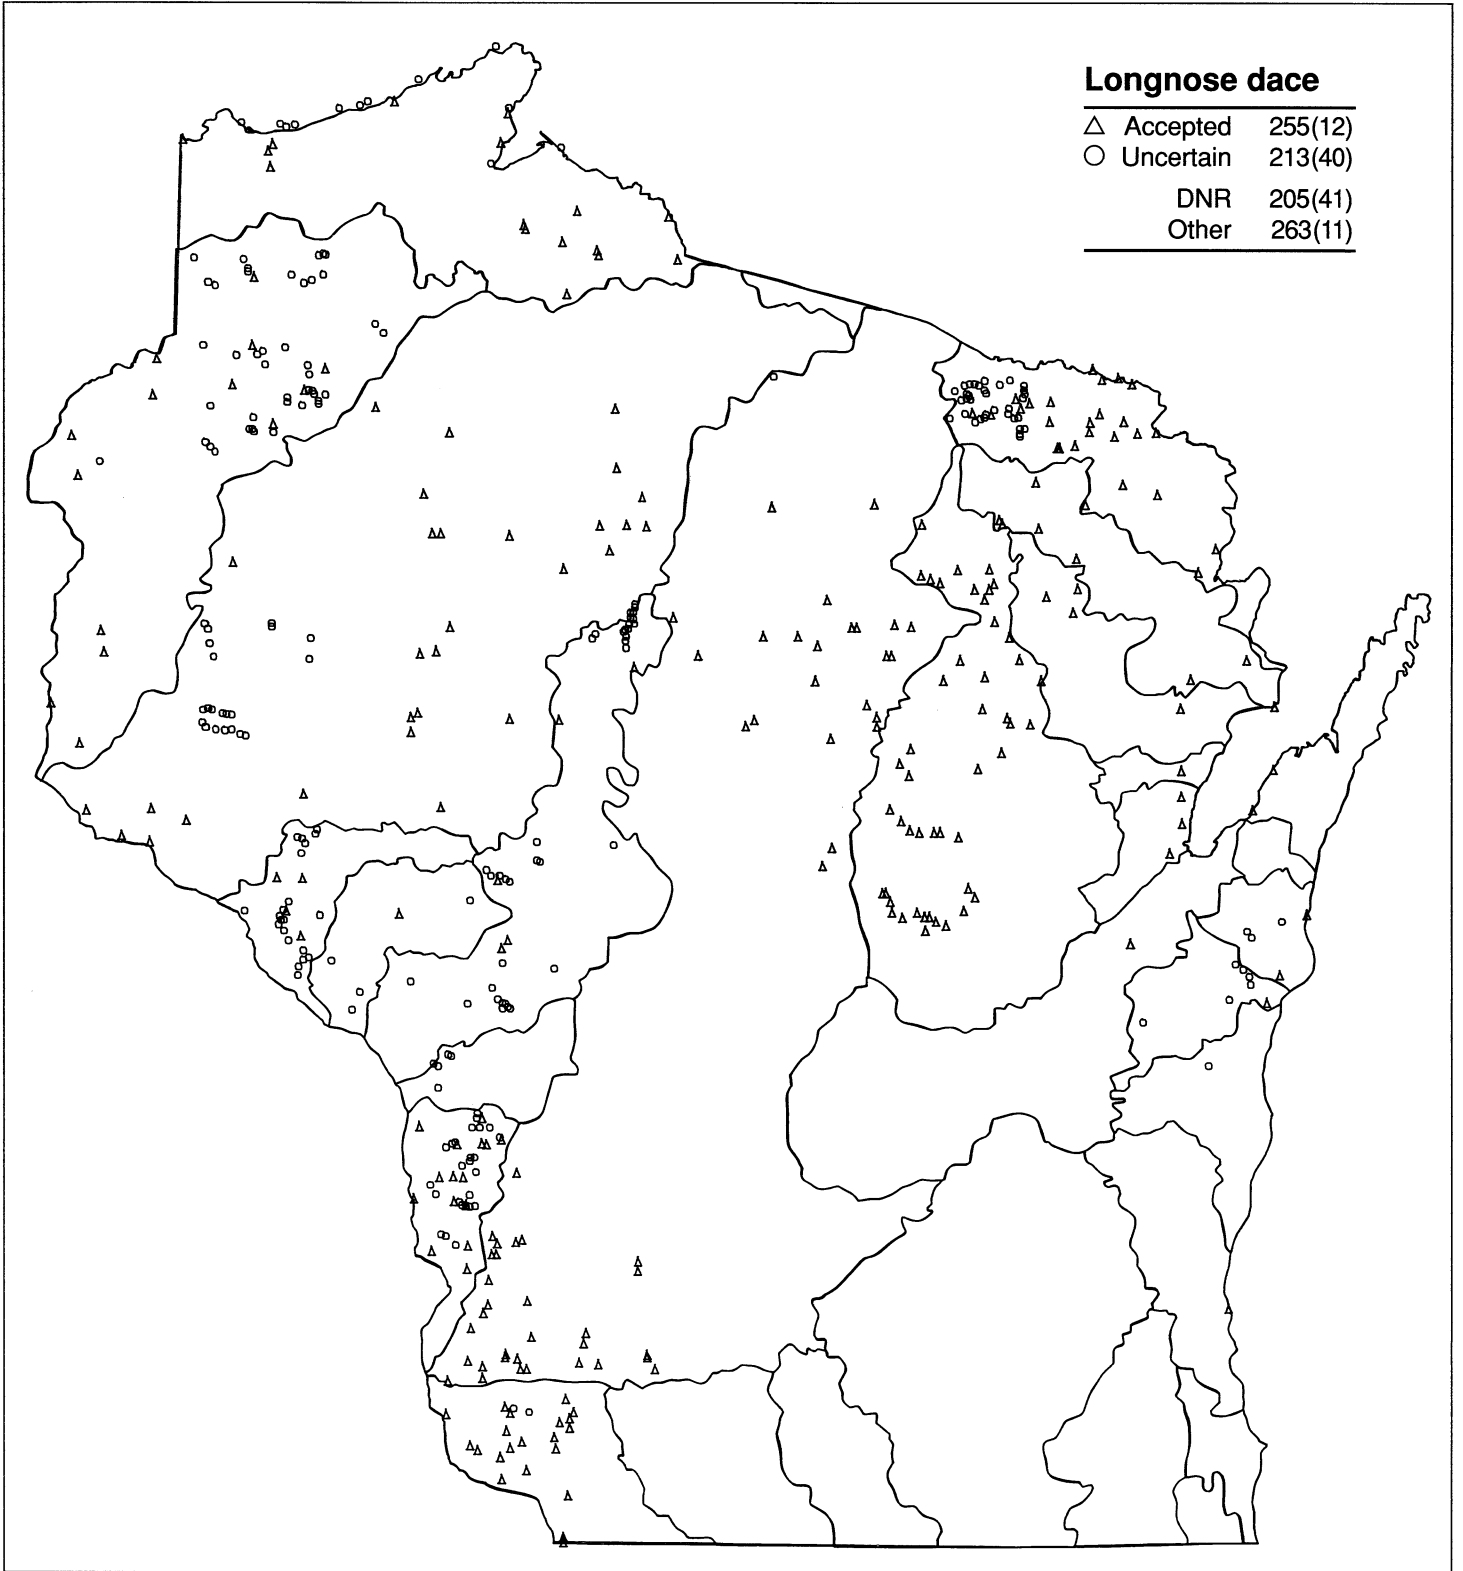 Longnose dace
Accepted 255(12)
Uncertain 213(40)
DNR 205(41)
Other 263(11)